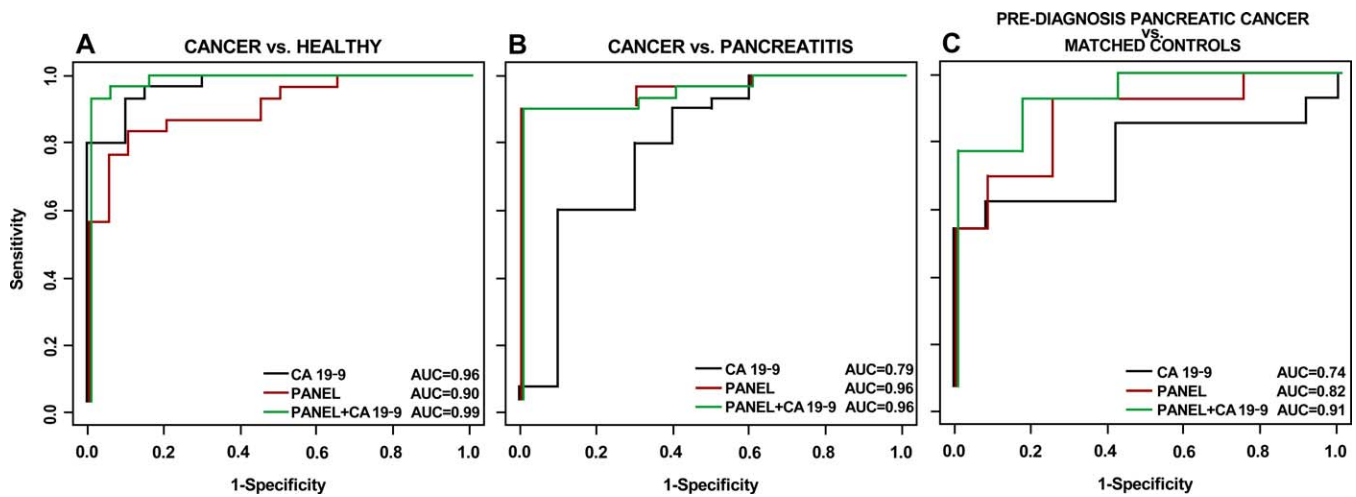 A
CANCER vs. HEALTHY
Sensitivity
1.0
0.8
0.6
0.4
0.2
0.0
CA 19-9 AUC=0.96
PANEL AUC=0.90
PANEL+CA 19-9 AUC=0.99
0.0 0.2 0.4 0.6 0.8 1.0
1-Specificity
B
CANCER vs. PANCREATITIS
CA 19-9 AUC=0.79
PANEL AUC=0.96
PANEL+CA 19-9 AUC=0.96
0.0 0.2 0.4 0.6 0.8 1.0
1-Specificity
C
PRE-DIAGNOSIS PANCREATIC CANCER
vs.
MATCHED CONTROLS
CA 19-9 AUC=0.74
PANEL AUC=0.82
PANEL+CA 19-9 AUC=0.91
0.0 0.2 0.4 0.6 0.8 1.0
1-Specificity